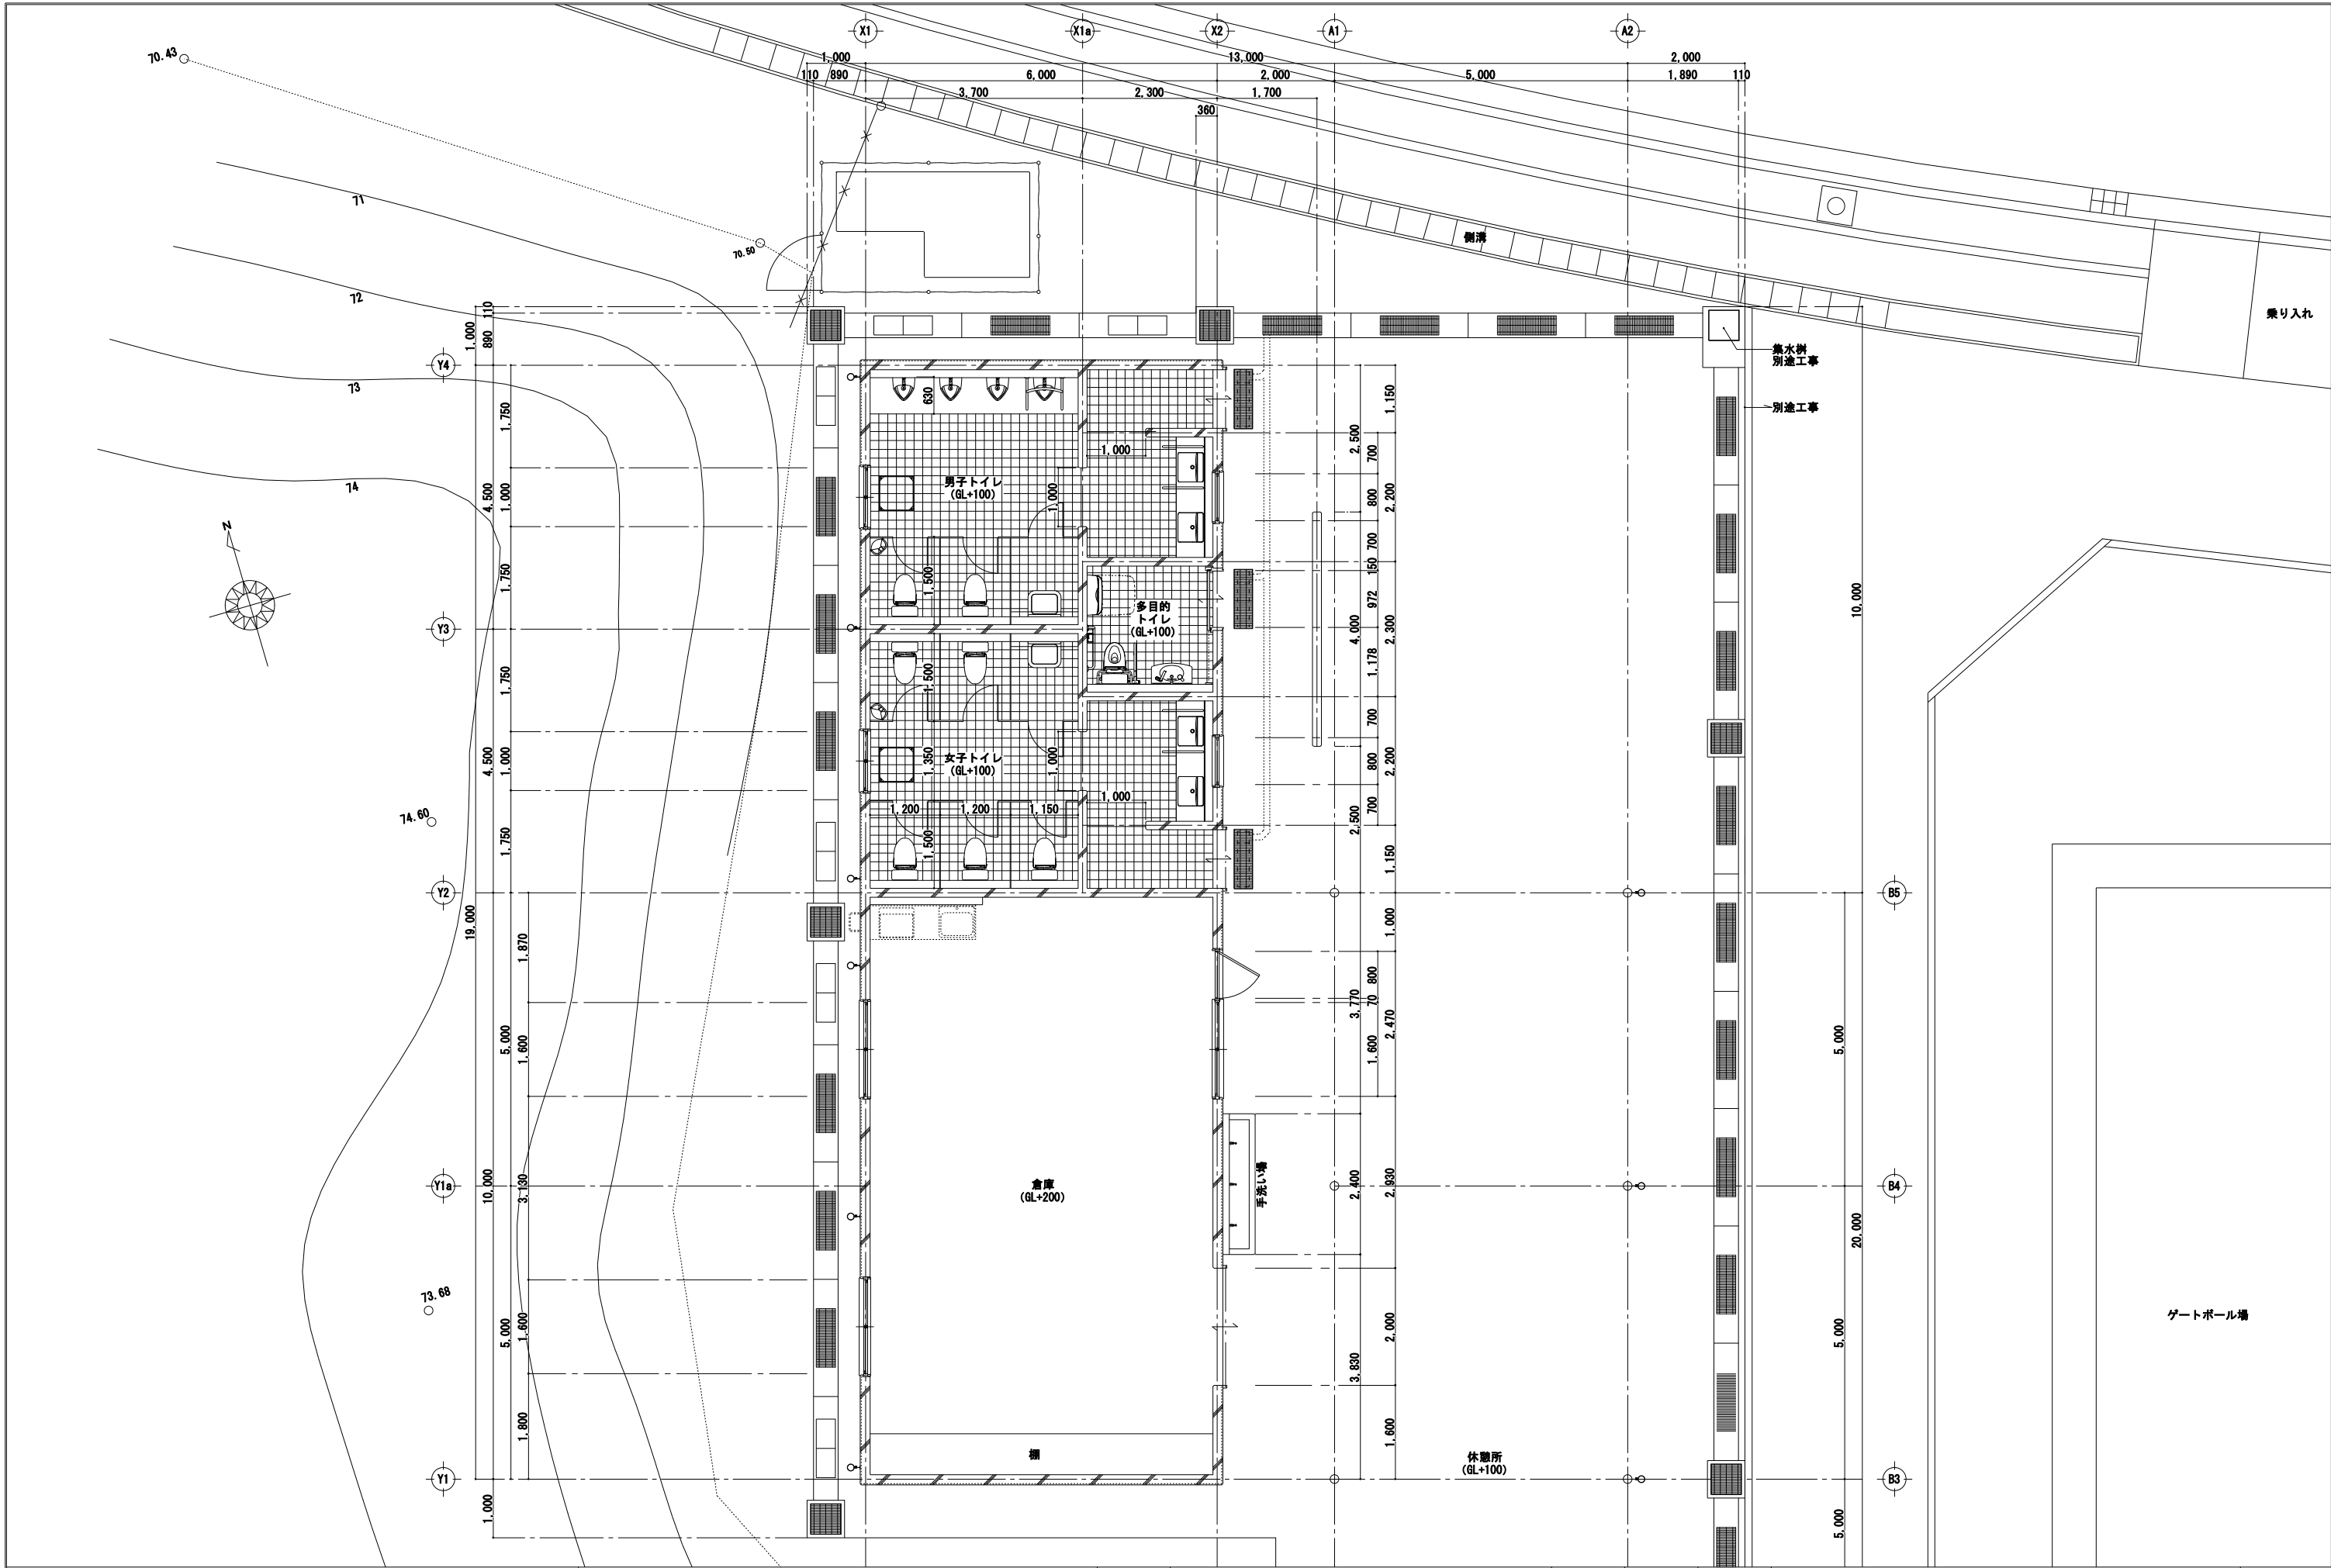 X1
X1a
X2
A1
A2
1,000
13,000
2,000
110
890
6,000
2,000
5,000
1,890
110
3,700
2,300
1,700
360
70.43
70.50
71
72
73
74
側溝
乗り入れ
集水桝
別途工事
別途工事
N
1,000
110
890
Y4
1,750
4,500
1,000
1,750
Y3
1,750
4,500
1,000
1,750
Y2
19,000
1,870
5,000
1,600
10,000
Y1a
3,130
5,000
1,600
1,800
Y1
1,000
74.60
73.68
630
男子トイレ
(GL+100)
1,000
1,000
1,500
多目的
トイレ
(GL+100)
1,500
1,350
女子トイレ
(GL+100)
1,000
1,000
1,200
1,200
1,150
1,500
倉庫
(GL+200)
棚
手洗い場
1,150
2,500
700
800
2,200
700
150
972
4,000
2,300
1,178
700
800
2,200
2,500
700
1,150
1,000
800
3,770
70
2,470
1,600
2,400
2,930
2,000
3,830
1,600
休憩所
(GL+100)
10,000
B5
5,000
B4
20,000
5,000
B3
5,000
ゲートボール場